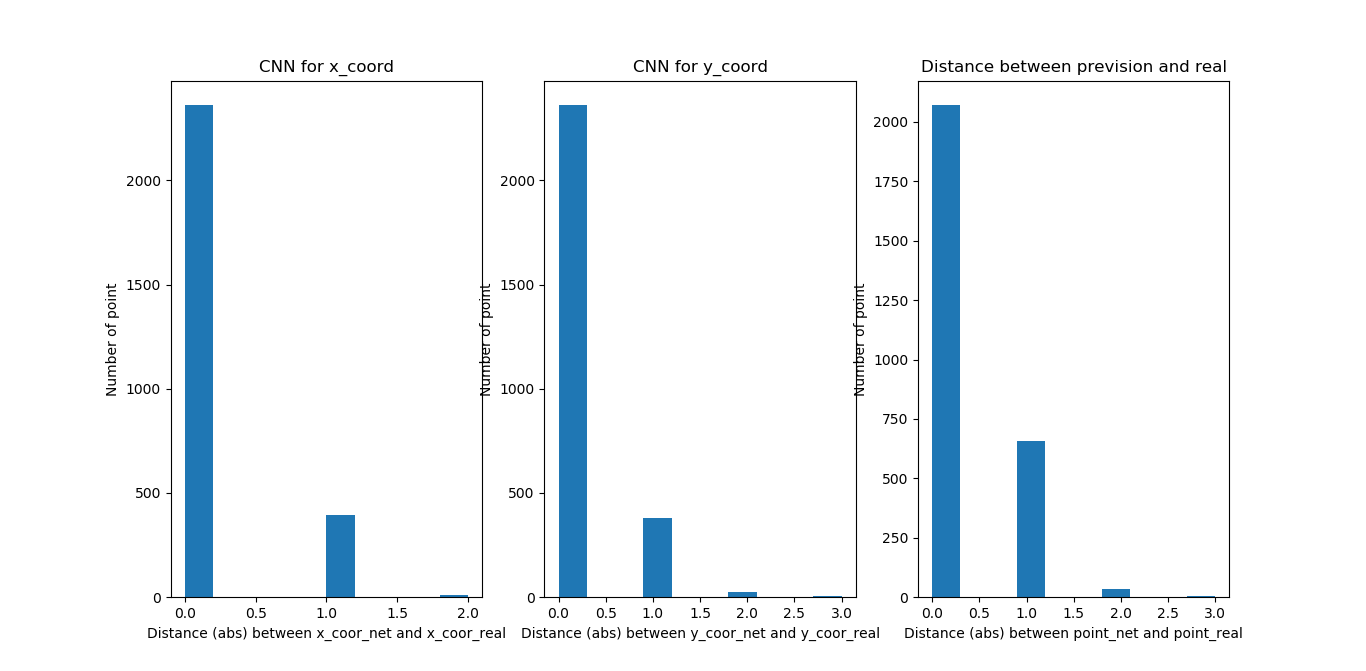 CNN for x_coord
2000
1500
1000
500
0
Number of point
0.0 0.5 1.0 1.5 2.0
Distance (abs) between x_coor_net and x_coor_real
CNN for y_coord
2000
1500
1000
500
0
Number of point
0.0 0.5 1.0 1.5 2.0 2.5 3.0
Distance (abs) between y_coor_net and y_coor_real
Distance between prevision and real
2000
1750
1500
1250
1000
750
500
250
0
Number of point
0.0 0.5 1.0 1.5 2.0 2.5 3.0
Distance (abs) between point_net and point_real